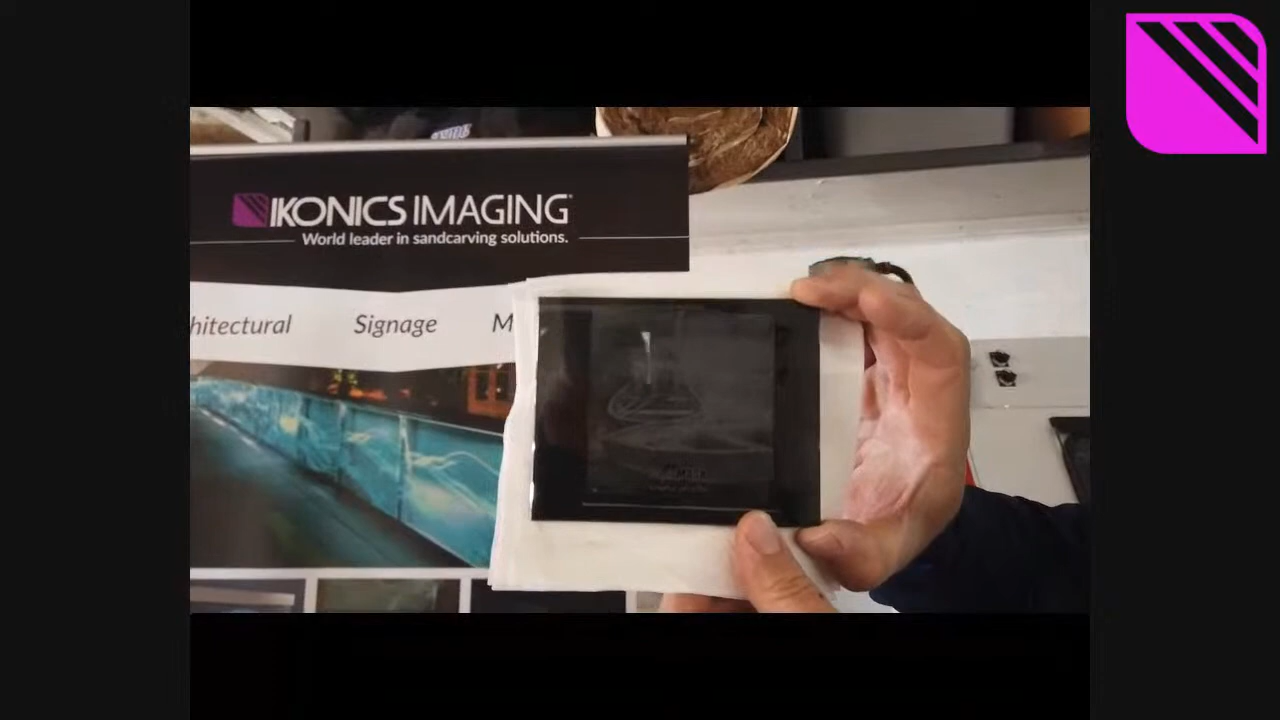 IKONICS IMAGING®
World leader in sandcarving solutions.
hitectural Signage M